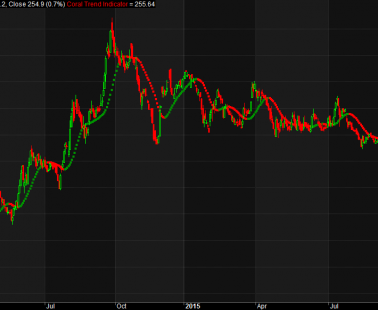 .2, Close 254.9 (0.7%) Coral Trend Indicator = 255.64
Jul Oct 2015 Apr Jul